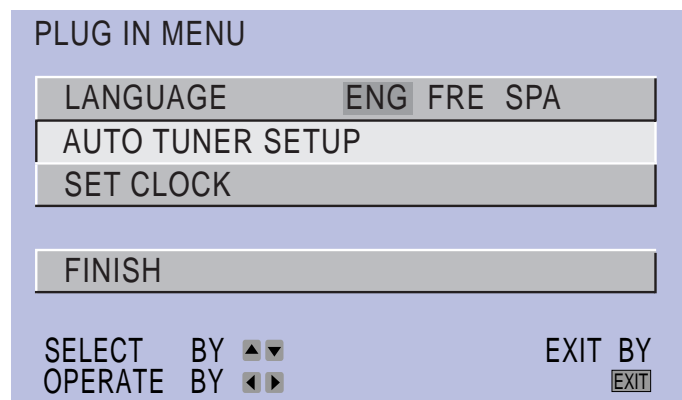 PLUG IN MENU
LANGUAGE ENG FRE SPA
AUTO TUNER SETUP
SET CLOCK
FINISH
SELECT BY ▲▼ EXIT BY
OPERATE BY ◀▶ EXIT